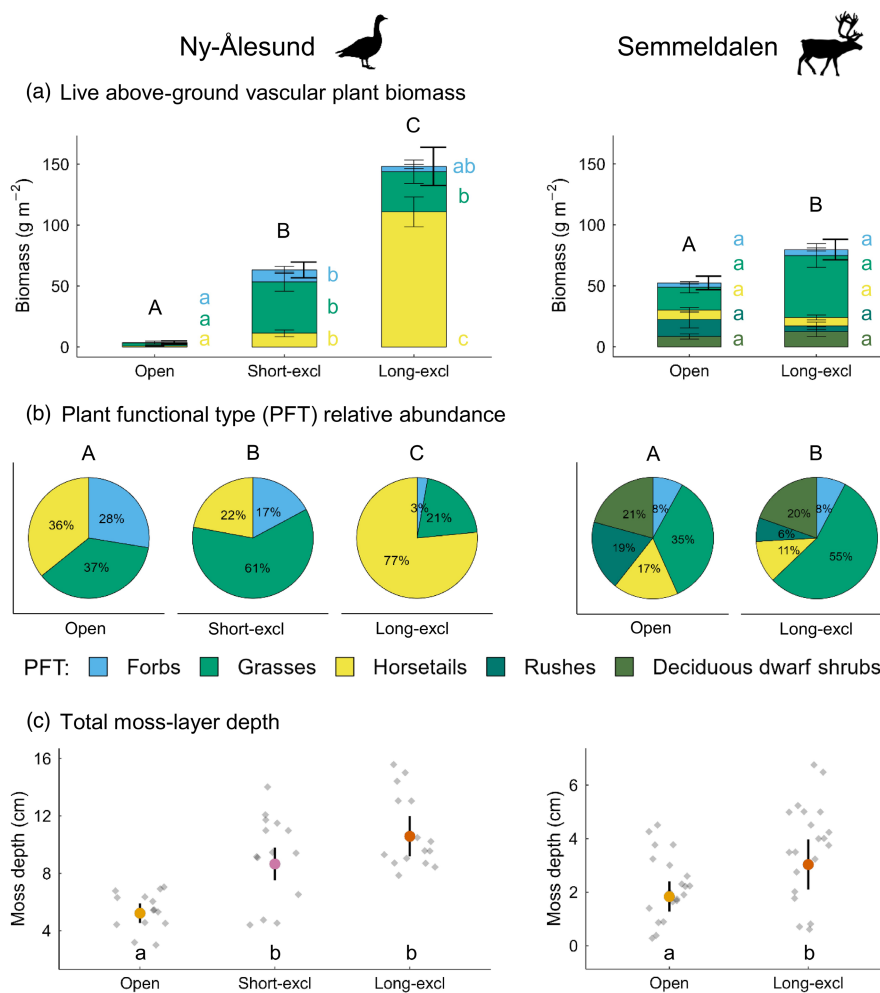 Ny-Ålesund
Semmeldalen
(a) Live above-ground vascular plant biomass
Biomass (g m⁻²)
150
100
50
0
A
a
a
a
B
b
b
b
C
ab
b
c
Open
Short-excl
Long-excl
Biomass (g m⁻²)
150
100
50
0
A
a
a
a
a
a
B
a
a
a
a
a
Open
Long-excl
(b) Plant functional type (PFT) relative abundance
A
36%
28%
37%
Open
B
22%
17%
61%
Short-excl
C
3%
21%
77%
Long-excl
A
21%
8%
19%
35%
17%
Open
B
20%
8%
6%
11%
55%
Long-excl
PFT: Forbs Grasses Horsetails Rushes Deciduous dwarf shrubs
(c) Total moss-layer depth
Moss depth (cm)
16
12
8
4
a
b
b
Open
Short-excl
Long-excl
Moss depth (cm)
6
4
2
0
a
b
Open
Long-excl